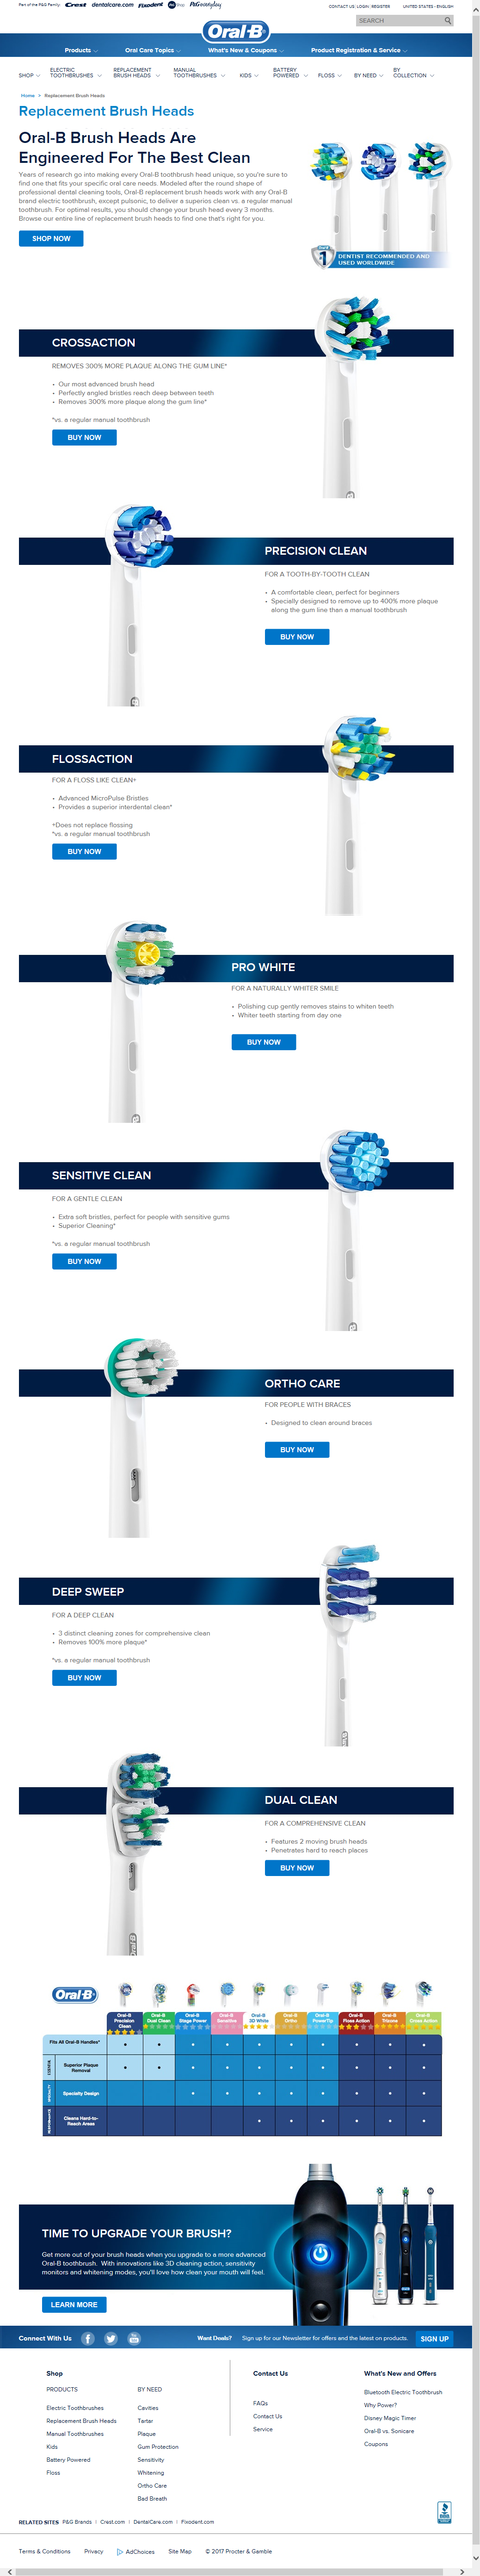 Part of the P&G Family
Crest
dentalcare.com
Fixodent
P&G Shop
P&G everyday
CONTACT US | LOGIN | REGISTER
UNITED STATES - ENGLISH
SEARCH
Oral-B
Products
Oral Care Topics
What's New & Coupons
Product Registration & Service
SHOP
ELECTRIC TOOTHBRUSHES
REPLACEMENT BRUSH HEADS
MANUAL TOOTHBRUSHES
KIDS
BATTERY POWERED
FLOSS
BY NEED
BY COLLECTION
Home > Replacement Brush Heads
Replacement Brush Heads
Oral-B Brush Heads Are
Engineered For The Best Clean
Years of research go into making every Oral-B toothbrush head unique, so you're sure to
find one that fits your specific oral care needs. Modeled after the round shape of
professional dental cleaning tools, Oral-B replacement brush heads work with any Oral-B
brand electric toothbrush, except pulsonic, to deliver a superios clean vs. a regular manual
toothbrush. For optimal results, you should change your brush head every 3 months.
Browse our entire line of replacement brush heads to find one that's right for you.
SHOP NOW
1
DENTIST RECOMMENDED AND
USED WORLDWIDE
CROSSACTION
REMOVES 300% MORE PLAQUE ALONG THE GUM LINE*
• Our most advanced brush head
• Perfectly angled bristles reach deep between teeth
• Removes 300% more plaque along the gum line*
*vs. a regular manual toothbrush
BUY NOW
PRECISION CLEAN
FOR A TOOTH-BY-TOOTH CLEAN
• A comfortable clean, perfect for beginners
• Specially designed to remove up to 400% more plaque
along the gum line than a manual toothbrush
BUY NOW
FLOSSACTION
FOR A FLOSS LIKE CLEAN+
• Advanced MicroPulse Bristles
• Provides a superior interdental clean*
+Does not replace flossing
*vs. a regular manual toothbrush
BUY NOW
PRO WHITE
FOR A NATURALLY WHITER SMILE
• Polishing cup gently removes stains to whiten teeth
• Whiter teeth starting from day one
BUY NOW
SENSITIVE CLEAN
FOR A GENTLE CLEAN
• Extra soft bristles, perfect for people with sensitive gums
• Superior Cleaning*
*vs. a regular manual toothbrush
BUY NOW
ORTHO CARE
FOR PEOPLE WITH BRACES
• Designed to clean around braces
BUY NOW
DEEP SWEEP
FOR A DEEP CLEAN
• 3 distinct cleaning zones for comprehensive clean
• Removes 100% more plaque*
*vs. a regular manual toothbrush
BUY NOW
DUAL CLEAN
FOR A COMPREHENSIVE CLEAN
• Features 2 moving brush heads
• Penetrates hard to reach places
BUY NOW
Oral-B
Oral-B Precision Clean
Oral-B Dual Clean
Oral-B Stage Power
Oral-B Sensitive
Oral-B 3D White
Oral-B Ortho
Oral-B PowerTip
Oral-B Floss Action
Oral-B Trizone
Oral-B Cross Action
Fits All Oral-B Handles*
Superior Plaque Removal
SPECIALTY
Specialty Design
PERFORMANCE
Cleans Hard-to-Reach Areas
TIME TO UPGRADE YOUR BRUSH?
Get more out of your brush heads when you upgrade to a more advanced
Oral-B toothbrush. With innovations like 3D cleaning action, sensitivity
monitors and whitening modes, you'll love how clean your mouth will feel.
LEARN MORE
Connect With Us
Want Deals?
Sign up for our Newsletter for offers and the latest on products.
SIGN UP
Shop
Contact Us
What's New and Offers
PRODUCTS
Electric Toothbrushes
Replacement Brush Heads
Manual Toothbrushes
Kids
Battery Powered
Floss
BY NEED
Cavities
Tartar
Plaque
Gum Protection
Sensitivity
Whitening
Ortho Care
Bad Breath
FAQs
Contact Us
Service
Bluetooth Electric Toothbrush
Why Power?
Disney Magic Timer
Oral-B vs. Sonicare
Coupons
BBB
RELATED SITES P&G Brands | Crest.com | DentalCare.com | Fixodent.com
Terms & Conditions
Privacy
AdChoices
Site Map
© 2017 Procter & Gamble